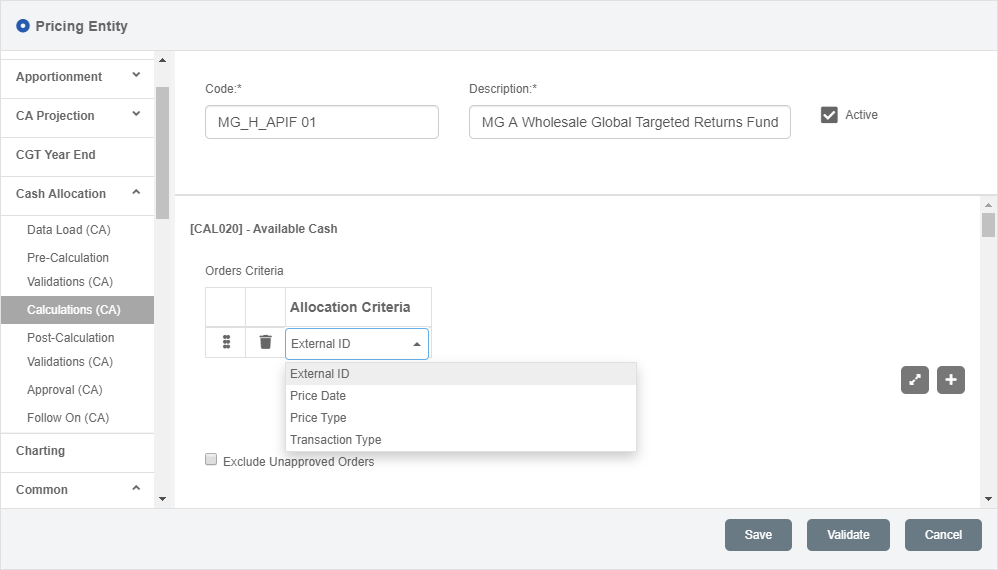 Pricing Entity
Apportionment
CA Projection
CGT Year End
Cash Allocation
Data Load (CA)
Pre-Calculation
Validations (CA)
Calculations (CA)
Post-Calculation
Validations (CA)
Approval (CA)
Follow On (CA)
Charting
Common
Code:*
MG_H_APIF 01
Description:*
MG A Wholesale Global Targeted Returns Fund
Active
[CAL020] - Available Cash
Orders Criteria
Allocation Criteria
External ID
External ID
Price Date
Price Type
Transaction Type
Exclude Unapproved Orders
Save
Validate
Cancel